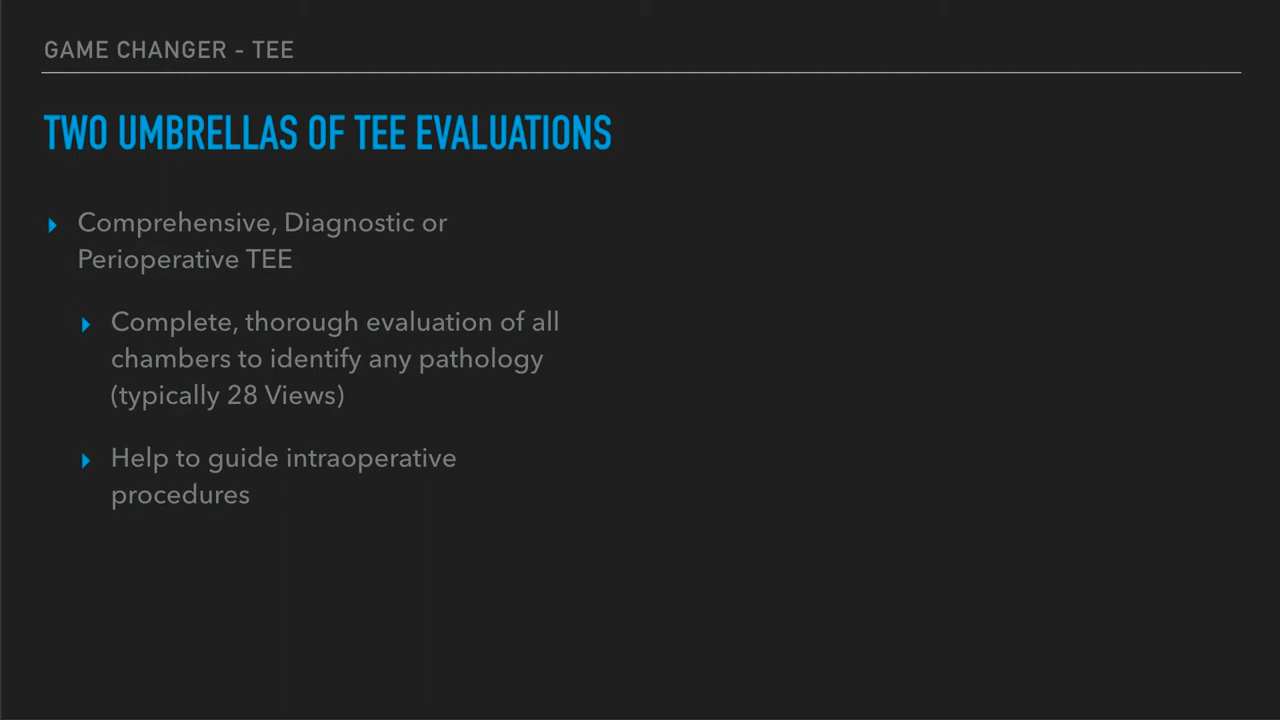 GAME CHANGER - TEE
TWO UMBRELLAS OF TEE EVALUATIONS
Comprehensive, Diagnostic or
Perioperative TEE
Complete, thorough evaluation of all
chambers to identify any pathology
(typically 28 Views)
Help to guide intraoperative
procedures